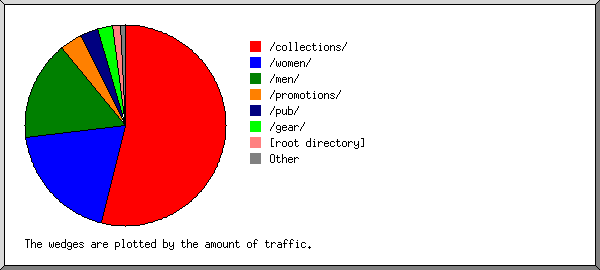 /collections/
/women/
/men/
/promotions/
/pub/
/gear/
[root directory]
Other
The wedges are plotted by the amount of traffic.